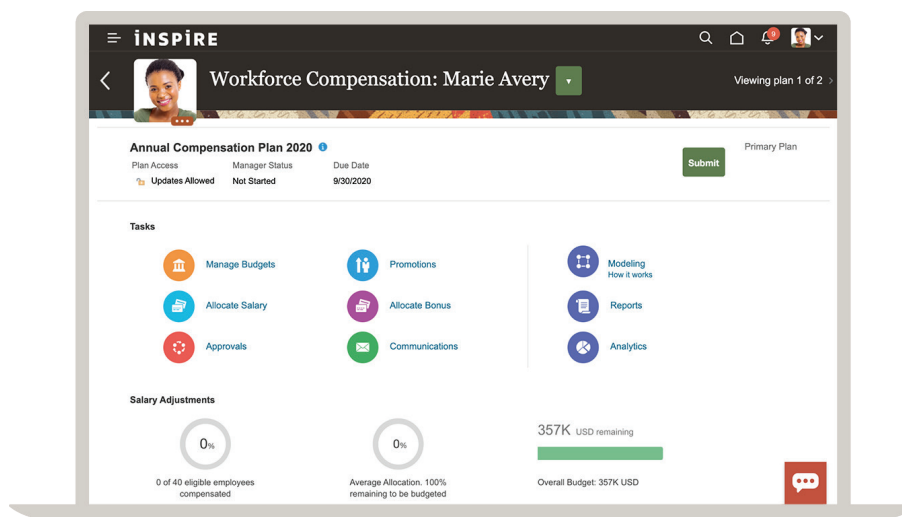 iNSPiRE
9
Workforce Compensation: Marie Avery
Viewing plan 1 of 2
Annual Compensation Plan 2020
Primary Plan
Plan Access Manager Status Due Date
Updates Allowed Not Started 9/30/2020
Submit
Tasks
Manage Budgets Promotions Modeling
How it works
Allocate Salary Allocate Bonus Reports
Approvals Communications Analytics
Salary Adjustments
0% 0% 357K USD remaining
0 of 40 eligible employees Average Allocation. 100% Overall Budget: 357K USD
compensated remaining to be budgeted